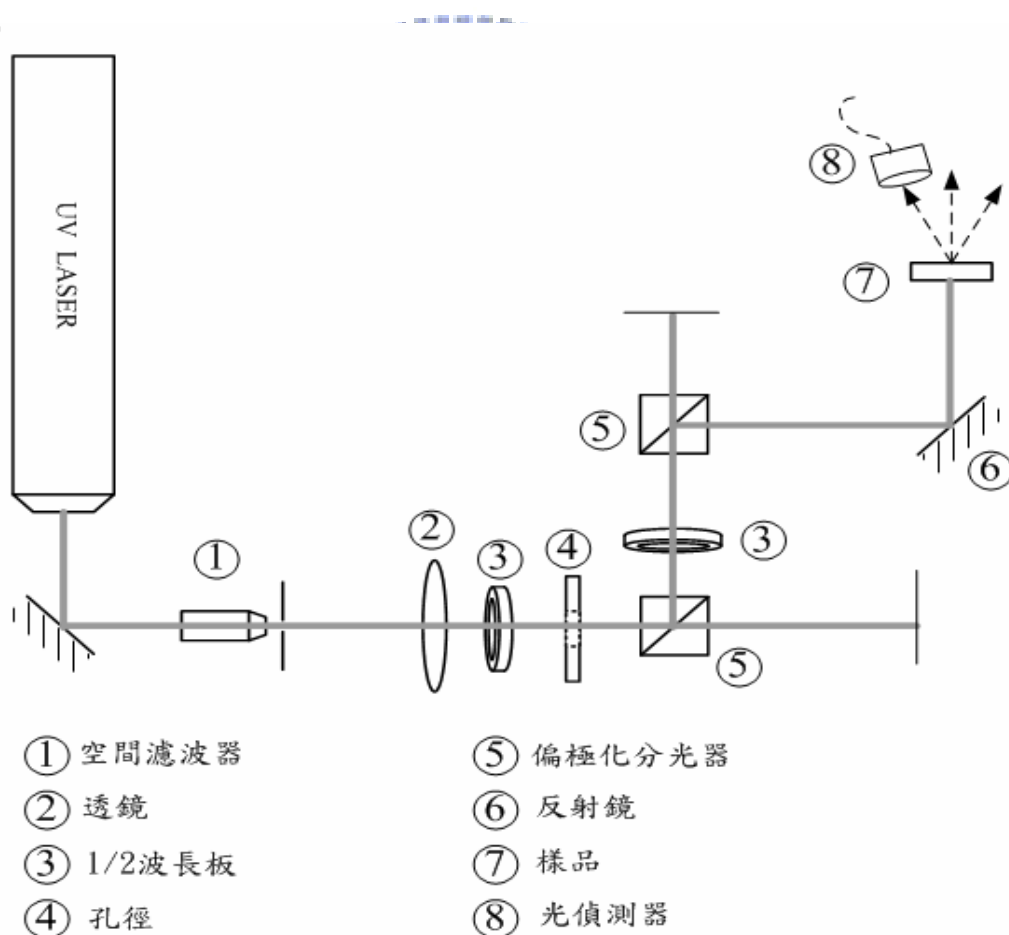 UV LASER
⑧
⑦
⑤
⑥
②
①
③
④
③
⑤
① 空間濾波器
② 透鏡
③ 1/2波長板
④ 孔徑
⑤ 偏極化分光器
⑥ 反射鏡
⑦ 樣品
⑧ 光偵測器